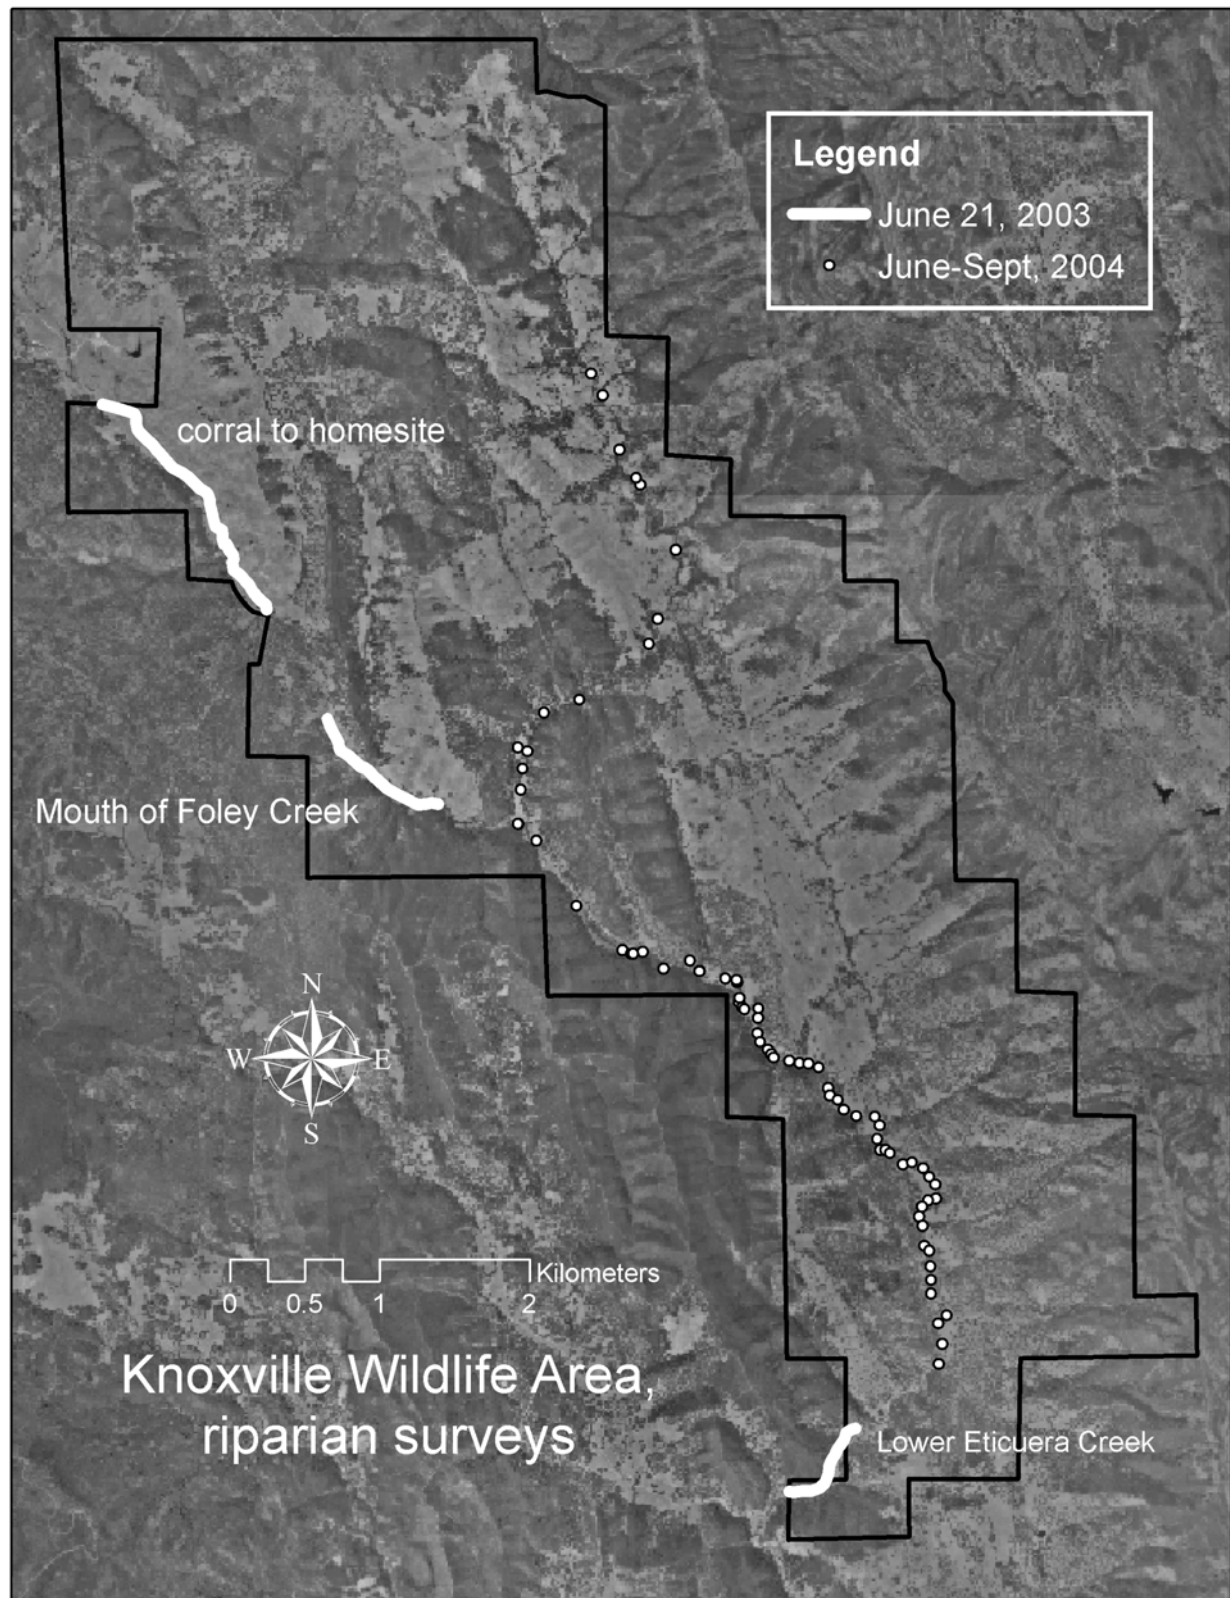 Legend
June 21, 2003
June-Sept, 2004
corral to homesite
Mouth of Foley Creek
N
W E
S
Kilometers
0 0.5 1 2
Knoxville Wildlife Area,
riparian surveys
Lower Eticuera Creek